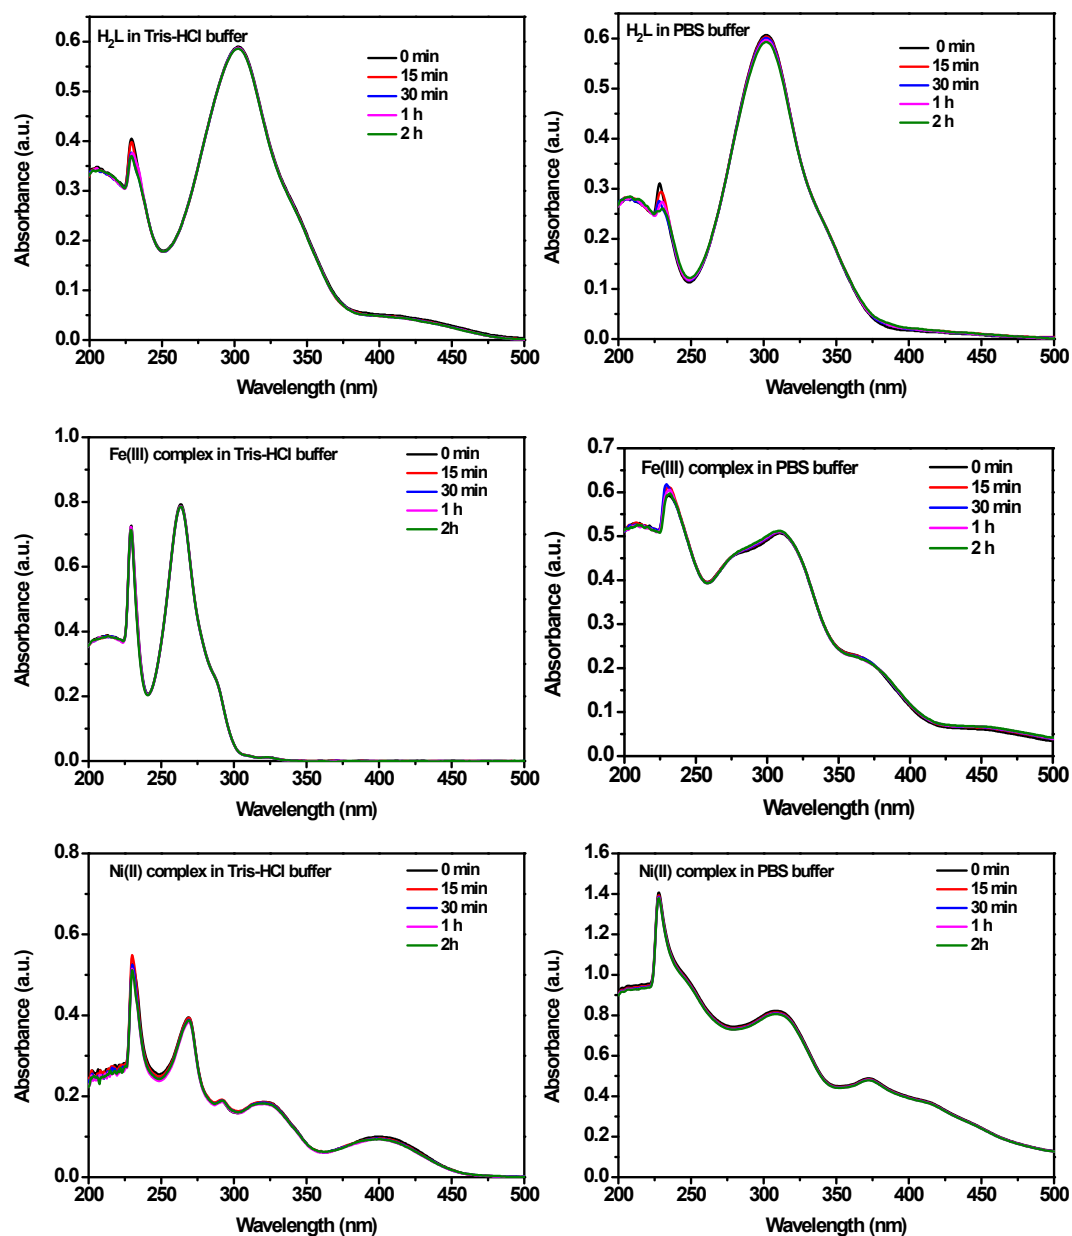 H2L in Tris-HCl buffer
0 min
15 min
30 min
1 h
2 h
0.6
0.5
0.4
0.3
0.2
0.1
0.0
Absorbance (a.u.)
200 250 300 350 400 450 500
Wavelength (nm)
H2L in PBS buffer
0 min
15 min
30 min
1 h
2 h
0.6
0.5
0.4
0.3
0.2
0.1
0.0
Absorbance (a.u.)
200 250 300 350 400 450 500
Wavelength (nm)
Fe(III) complex in Tris-HCl buffer
0 min
15 min
30 min
1 h
2h
1.0
0.8
0.6
0.4
0.2
0.0
Absorbance (a.u.)
200 250 300 350 400 450 500
Wavelength (nm)
Fe(III) complex in PBS buffer
0 min
15 min
30 min
1 h
2 h
0.7
0.6
0.5
0.4
0.3
0.2
0.1
0.0
Absorbance (a.u.)
200 250 300 350 400 450 500
Wavelength (nm)
Ni(II) complex in Tris-HCl buffer
0 min
15 min
30 min
1 h
2h
0.8
0.6
0.4
0.2
0.0
Absorbance (a.u.)
200 250 300 350 400 450 500
Wavelength (nm)
Ni(II) complex in PBS buffer
0 min
15 min
30 min
1 h
2h
1.6
1.4
1.2
1.0
0.8
0.6
0.4
0.2
0.0
Absorbance (a.u.)
200 250 300 350 400 450 500
Wavelength (nm)